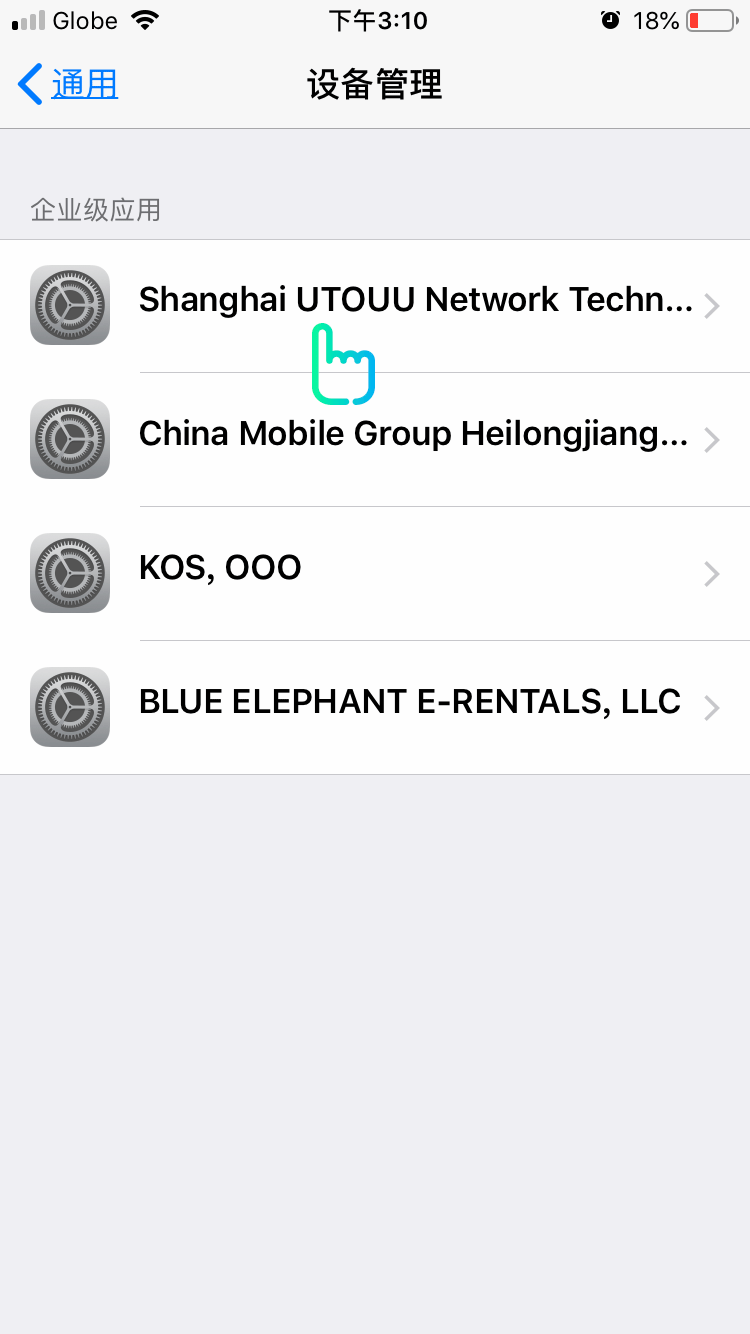 Globe 下午3:10 18%
通用 设备管理
企业级应用
Shanghai UTOUU Network Techn...
China Mobile Group Heilongjiang...
KOS, OOO
BLUE ELEPHANT E-RENTALS, LLC